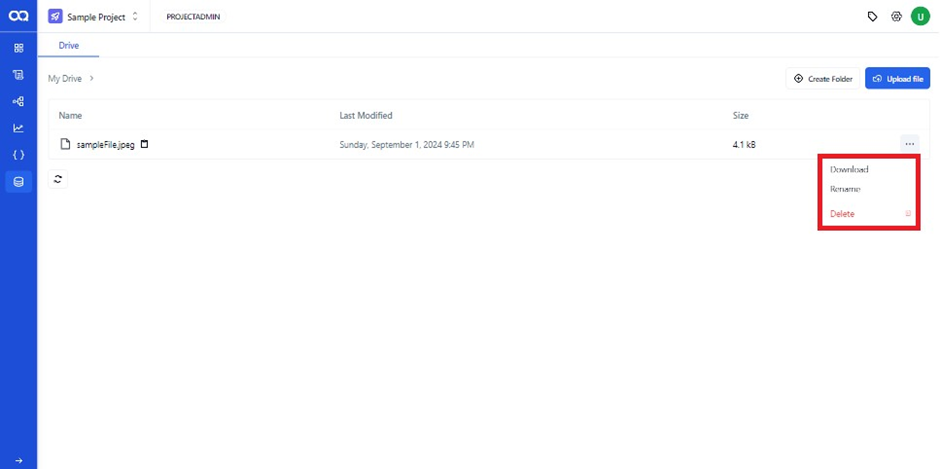 Sample Project PROJECTADMIN U
Drive
My Drive
Create Folder Upload file
Name Last Modified Size
sampleFile.jpeg Sunday, September 1, 2024 9:45 PM 4.1 kB
Download
Rename
Delete